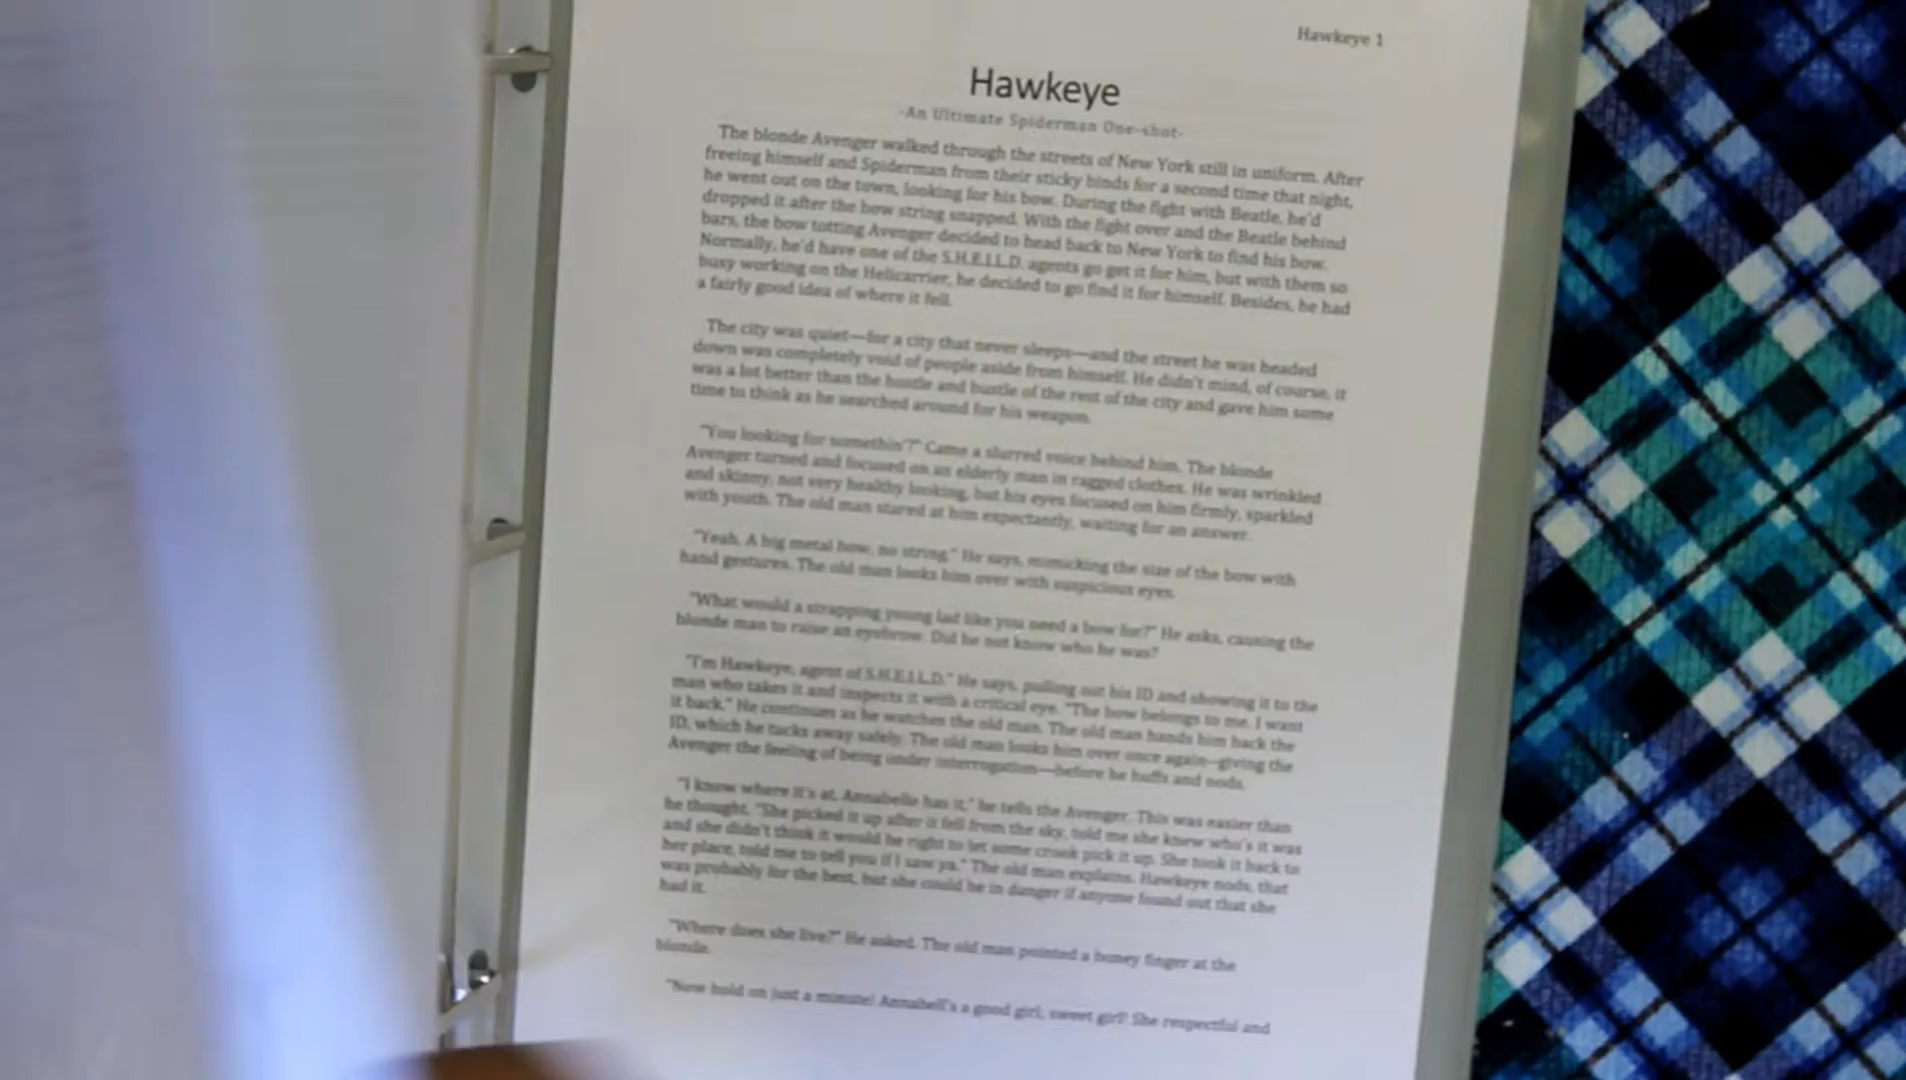 Hawkeye 1
Hawkeye
-An Ultimate Spiderman One-shot-
The blonde Avenger walked through the streets of New York still in uniform. After
freeing himself and Spiderman from their sticky binds for a second time that night,
he went out on the town, looking for his bow. During the fight with Beatle, he'd
dropped it after the bow string snapped. With the fight over and the Beatle behind
bars, the bow totting Avenger decided to head back to New York to find his bow.
Normally, he'd have one of the S.H.E.I.L.D. agents go get it for him, but with them so
busy working on the Helicarrier, he decided to go find it for himself. Besides, he had
a fairly good idea of where it fell.
The city was quiet—for a city that never sleeps—and the street he was headed
down was completely void of people aside from himself. He didn't mind, of course, it
was a lot better than the hustle and bustle of the rest of the city and gave him some
time to think as he searched around for his weapon.
"You looking for somethin'?" Came a slurred voice behind him. The blonde
Avenger turned and focused on an elderly man in ragged clothes. He was wrinkled
and skinny, not very healthy looking, but his eyes focused on him firmly, sparkled
with youth. The old man stared at him expectantly, waiting for an answer.
"Yeah. A big metal bow, no string." He says, mimicking the size of the bow with
hand gestures. The old man looks him over with suspicious eyes.
"What would a strapping young lad like you need a bow for?" He asks, causing the
blonde man to raise an eyebrow. Did he not know who he was?
"I'm Hawkeye, agent of S.H.E.I.L.D." He says, pulling out his ID and showing it to the
man who takes it and inspects it with a critical eye. "The bow belongs to me. I want
it back." He continues as he watches the old man. The old man hands him back the
ID, which he tucks away safely. The old man looks him over once again—giving the
Avenger the feeling of being under interrogation—before he huffs and nods.
"I know where it's at. Annabelle has it," he tells the Avenger. This was easier than
he thought. "She picked it up after it fell from the sky, told me she knew who's it was
and she didn't think it would be right to let some crook pick it up. She took it back to
her place, told me to tell you if I saw ya." The old man explains. Hawkeye nods, that
was probably for the best, but she could be in danger if anyone found out that she
had it.
"Where does she live?" He asked. The old man pointed a boney finger at the
blonde.
"Now hold on just a minute! Annabell's a good girl; sweet girl! She respectful and